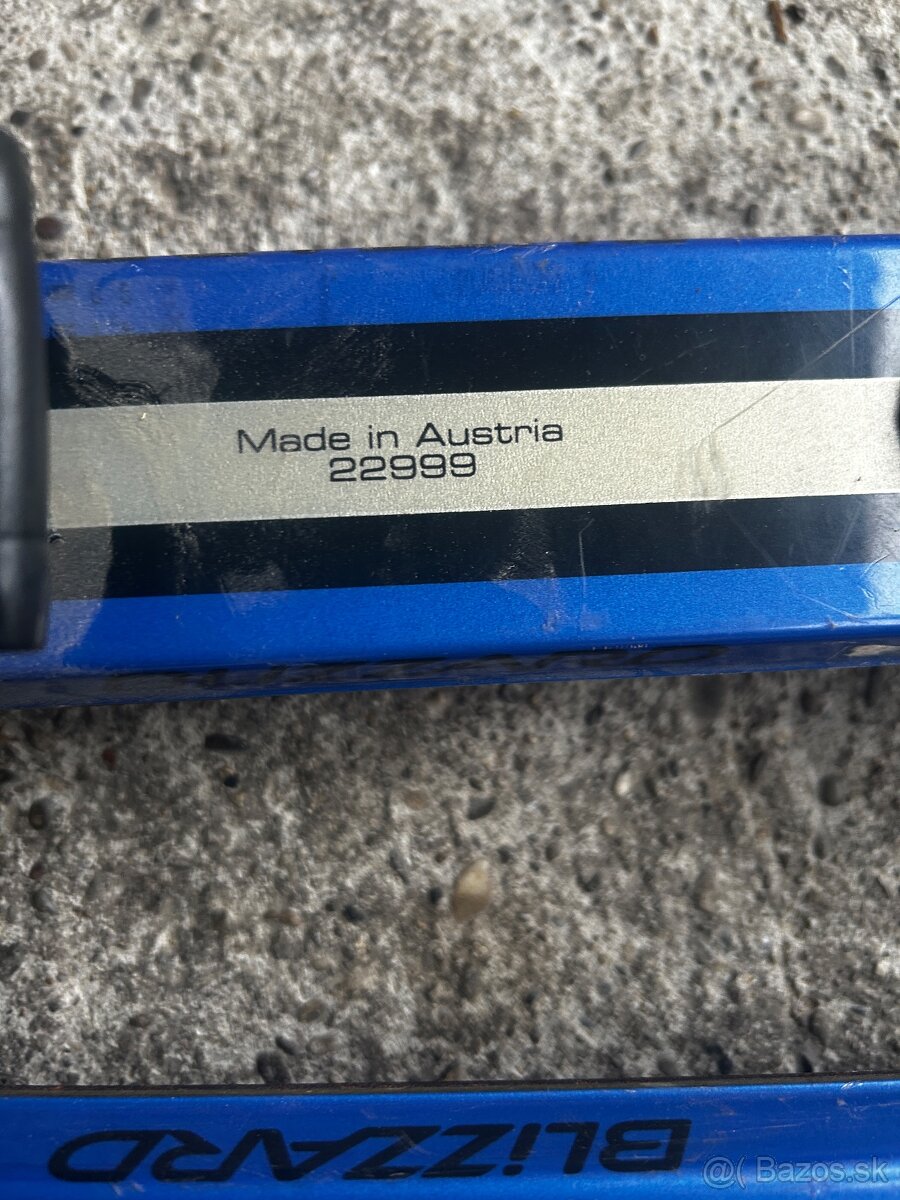 Made in Austria
22999
BLiZZARD
@( Bazos.sk